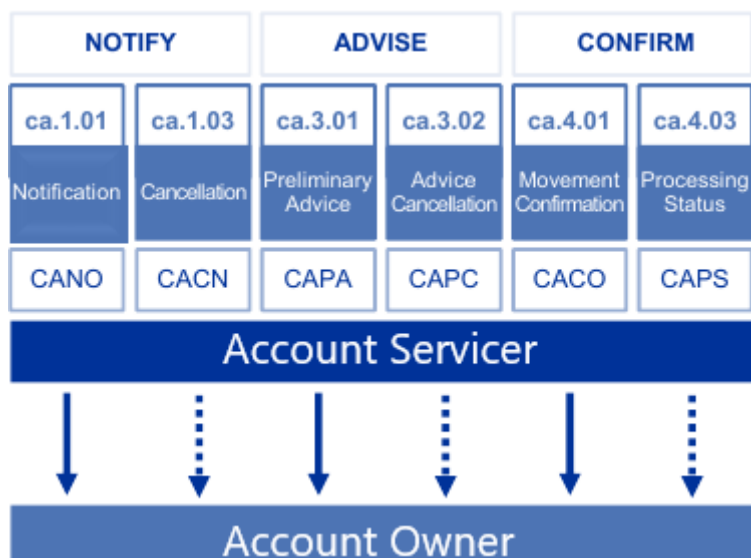 NOTIFY ADVISE CONFIRM
ca.1.01 ca.1.03 ca.3.01 ca.3.02 ca.4.01 ca.4.03
Notification Cancellation Preliminary Advice Advice Cancellation Movement Confirmation Processing Status
CANO CACN CAPA CAPC CACO CAPS
Account Servicer
Account Owner